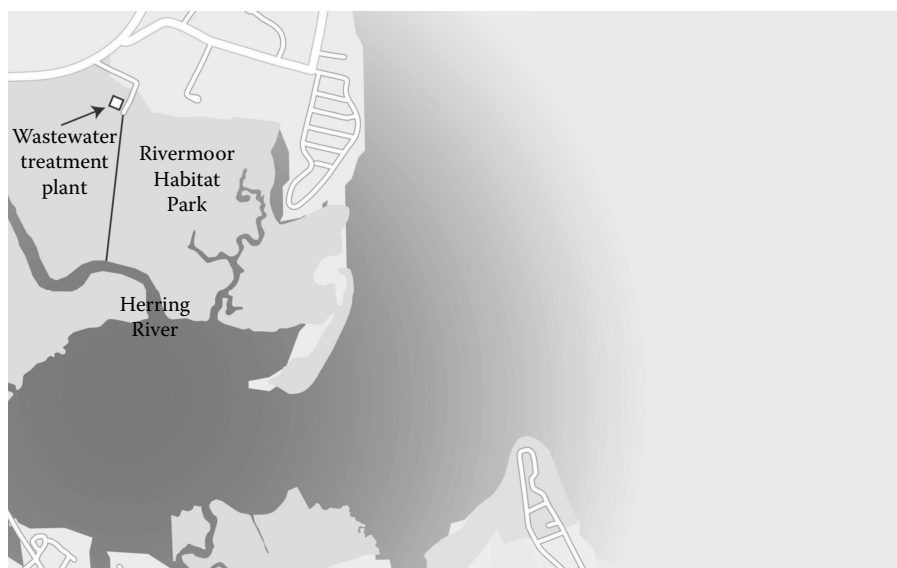 Wastewater
treatment
plant
Rivermoor
Habitat
Park
Herring
River